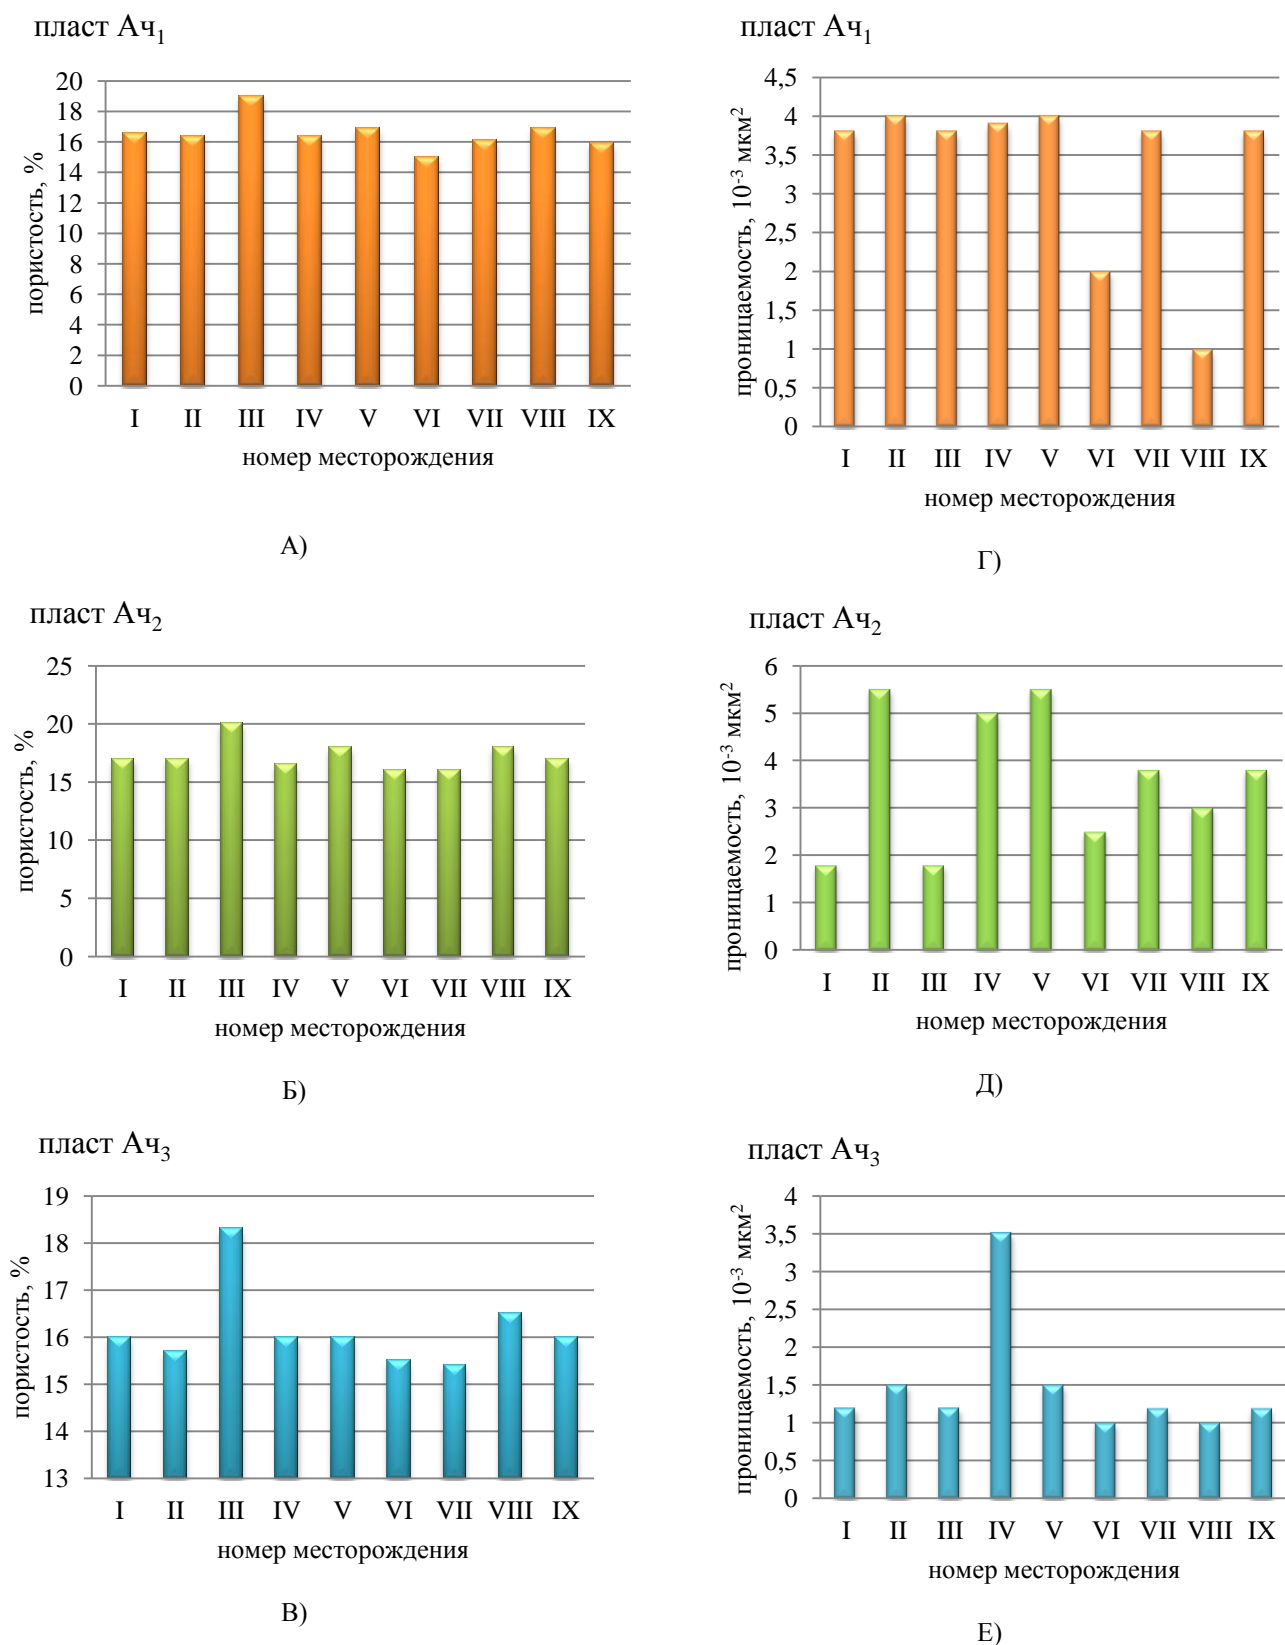 пласт Ач₁
пористость, %
20
18
16
14
12
10
8
6
4
2
0
I II III IV V VI VII VIII IX
номер месторождения
А)
пласт Ач₁
проницаемость, 10⁻³ мкм²
4,5
4
3,5
3
2,5
2
1,5
1
0,5
0
I II III IV V VI VII VIII IX
номер месторождения
Г)
пласт Ач₂
пористость, %
25
20
15
10
5
0
I II III IV V VI VII VIII IX
номер месторождения
Б)
пласт Ач₂
проницаемость, 10⁻³ мкм²
6
5
4
3
2
1
0
I II III IV V VI VII VIII IX
номер месторождения
Д)
пласт Ач₃
пористость, %
19
18
17
16
15
14
13
I II III IV V VI VII VIII IX
номер месторождения
В)
пласт Ач₃
проницаемость, 10⁻³ мкм²
4
3,5
3
2,5
2
1,5
1
0,5
0
I II III IV V VI VII VIII IX
номер месторождения
Е)